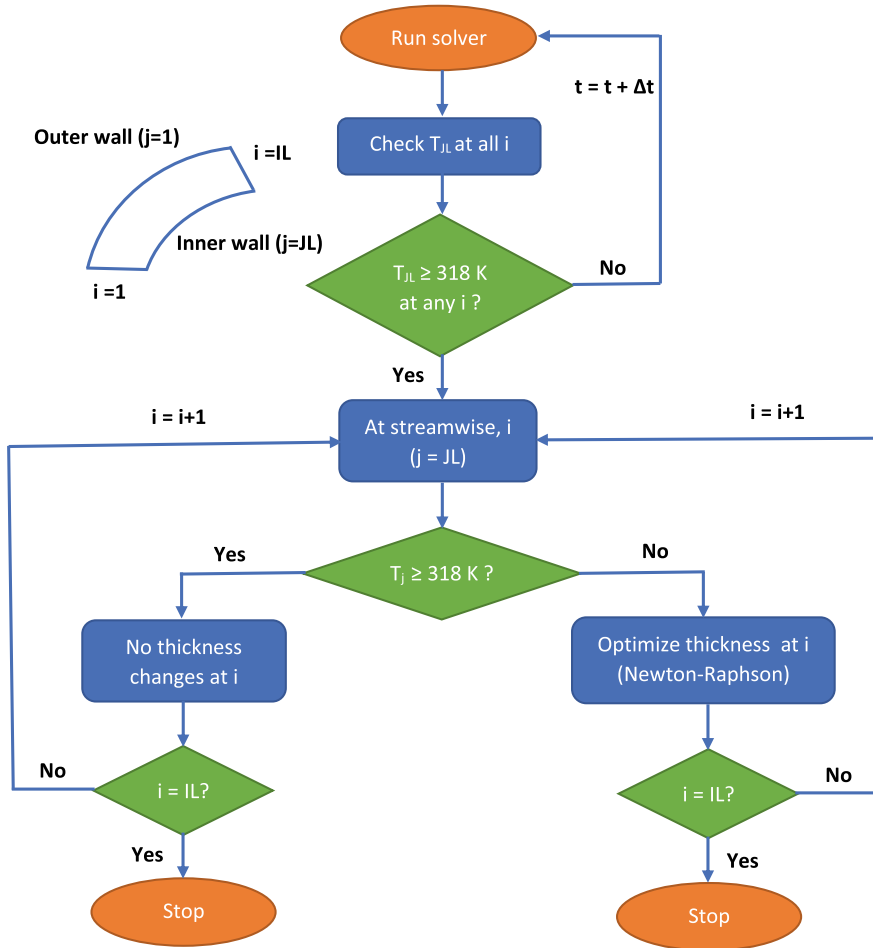 Run solver
t = t + Δt
Check T_JL at all i
Outer wall (j=1)
i =IL
Inner wall (j=JL)
i =1
T_JL ≥ 318 K
at any i ?
No
Yes
i = i+1
At streamwise, i
(j = JL)
i = i+1
Yes
T_j ≥ 318 K ?
No
No thickness
changes at i
Optimize thickness at i
(Newton-Raphson)
No
i = IL?
i = IL?
No
Yes
Yes
Stop
Stop